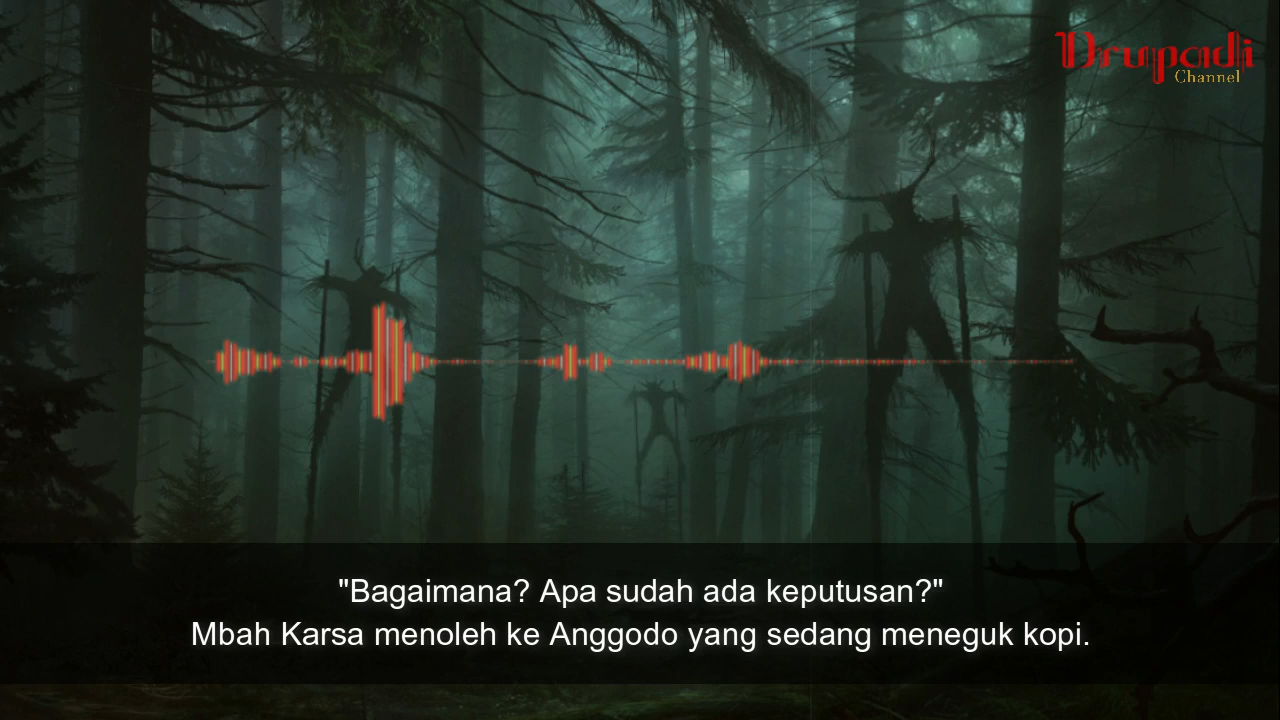 Drupadi
Channel
"Bagaimana? Apa sudah ada keputusan?"
Mbah Karsa menoleh ke Anggodo yang sedang meneguk kopi.